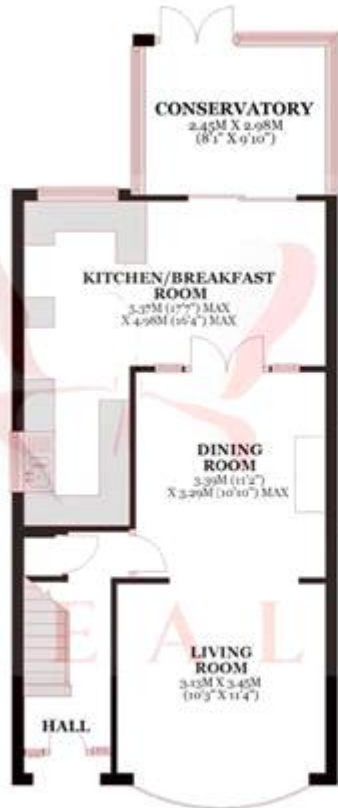 CONSERVATORY
2.45M X 2.98M
(8'1" X 9'10")
KITCHEN/BREAKFAST
ROOM
5.37M (17'7") MAX
X 4.98M (16'4") MAX
DINING
ROOM
3.39M (11'2")
X 3.29M (10'10") MAX
LIVING
ROOM
3.13M X 3.45M
(10'3" X 11'4")
E A L
HALL